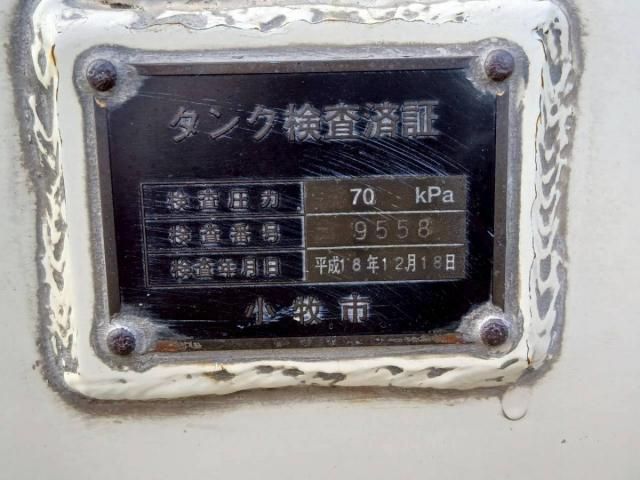 タンク検査済証
検査圧力 70 kPa
検査番号 9558
検査年月日 平成18年12月18日
小牧市